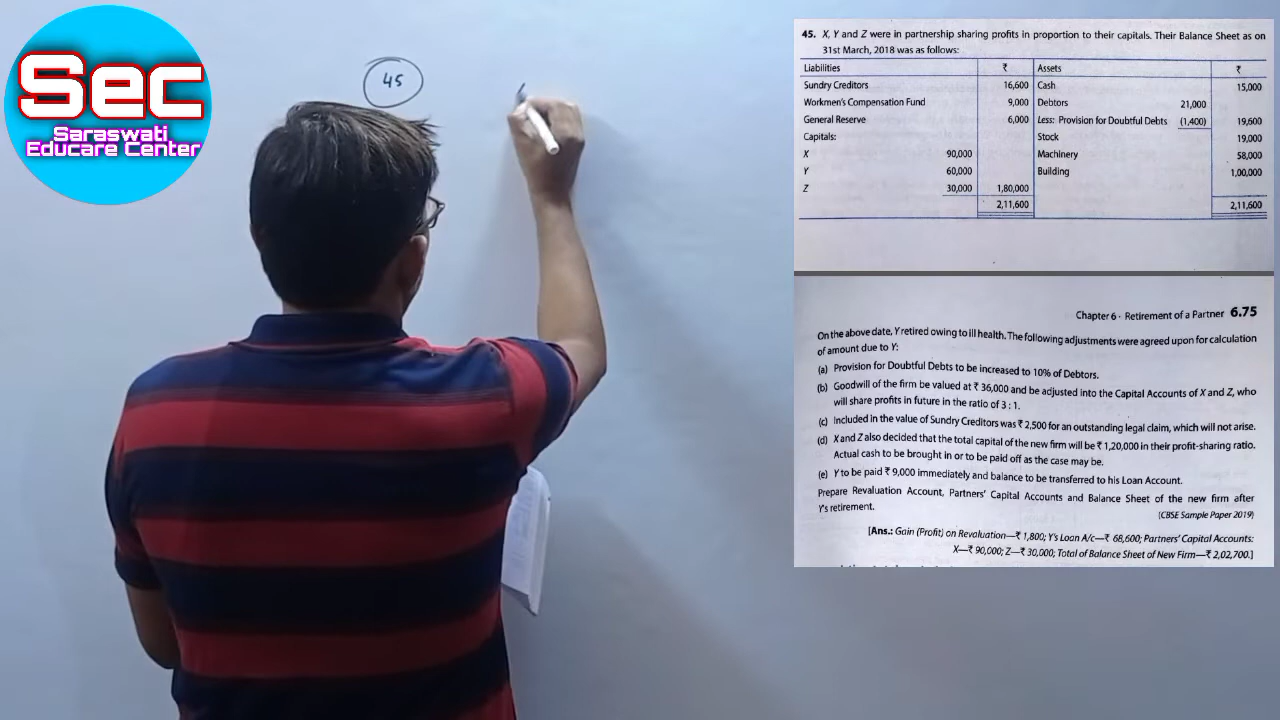 Sec
Saraswati
Educare Center
45
45. X, Y and Z were in partnership sharing profits in proportion to their capitals. Their Balance Sheet as on
31st March, 2018 was as follows:
Liabilities ₹ Assets ₹
Sundry Creditors 16,600 Cash 15,000
Workmen's Compensation Fund 9,000 Debtors 21,000
General Reserve 6,000 Less: Provision for Doubtful Debts (1,400) 19,600
Capitals: Stock 19,000
X 90,000 Machinery 58,000
Y 60,000 Building 1,00,000
Z 30,000 1,80,000
2,11,600 2,11,600
Chapter 6 · Retirement of a Partner 6.75
On the above date, Y retired owing to ill health. The following adjustments were agreed upon for calculation
of amount due to Y:
(a) Provision for Doubtful Debts to be increased to 10% of Debtors.
(b) Goodwill of the firm be valued at ₹ 36,000 and be adjusted into the Capital Accounts of X and Z, who
will share profits in future in the ratio of 3 : 1.
(c) Included in the value of Sundry Creditors was ₹ 2,500 for an outstanding legal claim, which will not arise.
(d) X and Z also decided that the total capital of the new firm will be ₹ 1,20,000 in their profit-sharing ratio.
Actual cash to be brought in or to be paid off as the case may be.
(e) Y to be paid ₹ 9,000 immediately and balance to be transferred to his Loan Account.
Prepare Revaluation Account, Partners' Capital Accounts and Balance Sheet of the new firm after
Y's retirement.
(CBSE Sample Paper 2019)
[Ans.: Gain (Profit) on Revaluation—₹ 1,800; Y's Loan A/c—₹ 68,600; Partners' Capital Accounts:
X—₹ 90,000; Z—₹ 30,000; Total of Balance Sheet of New Firm—₹ 2,02,700.]